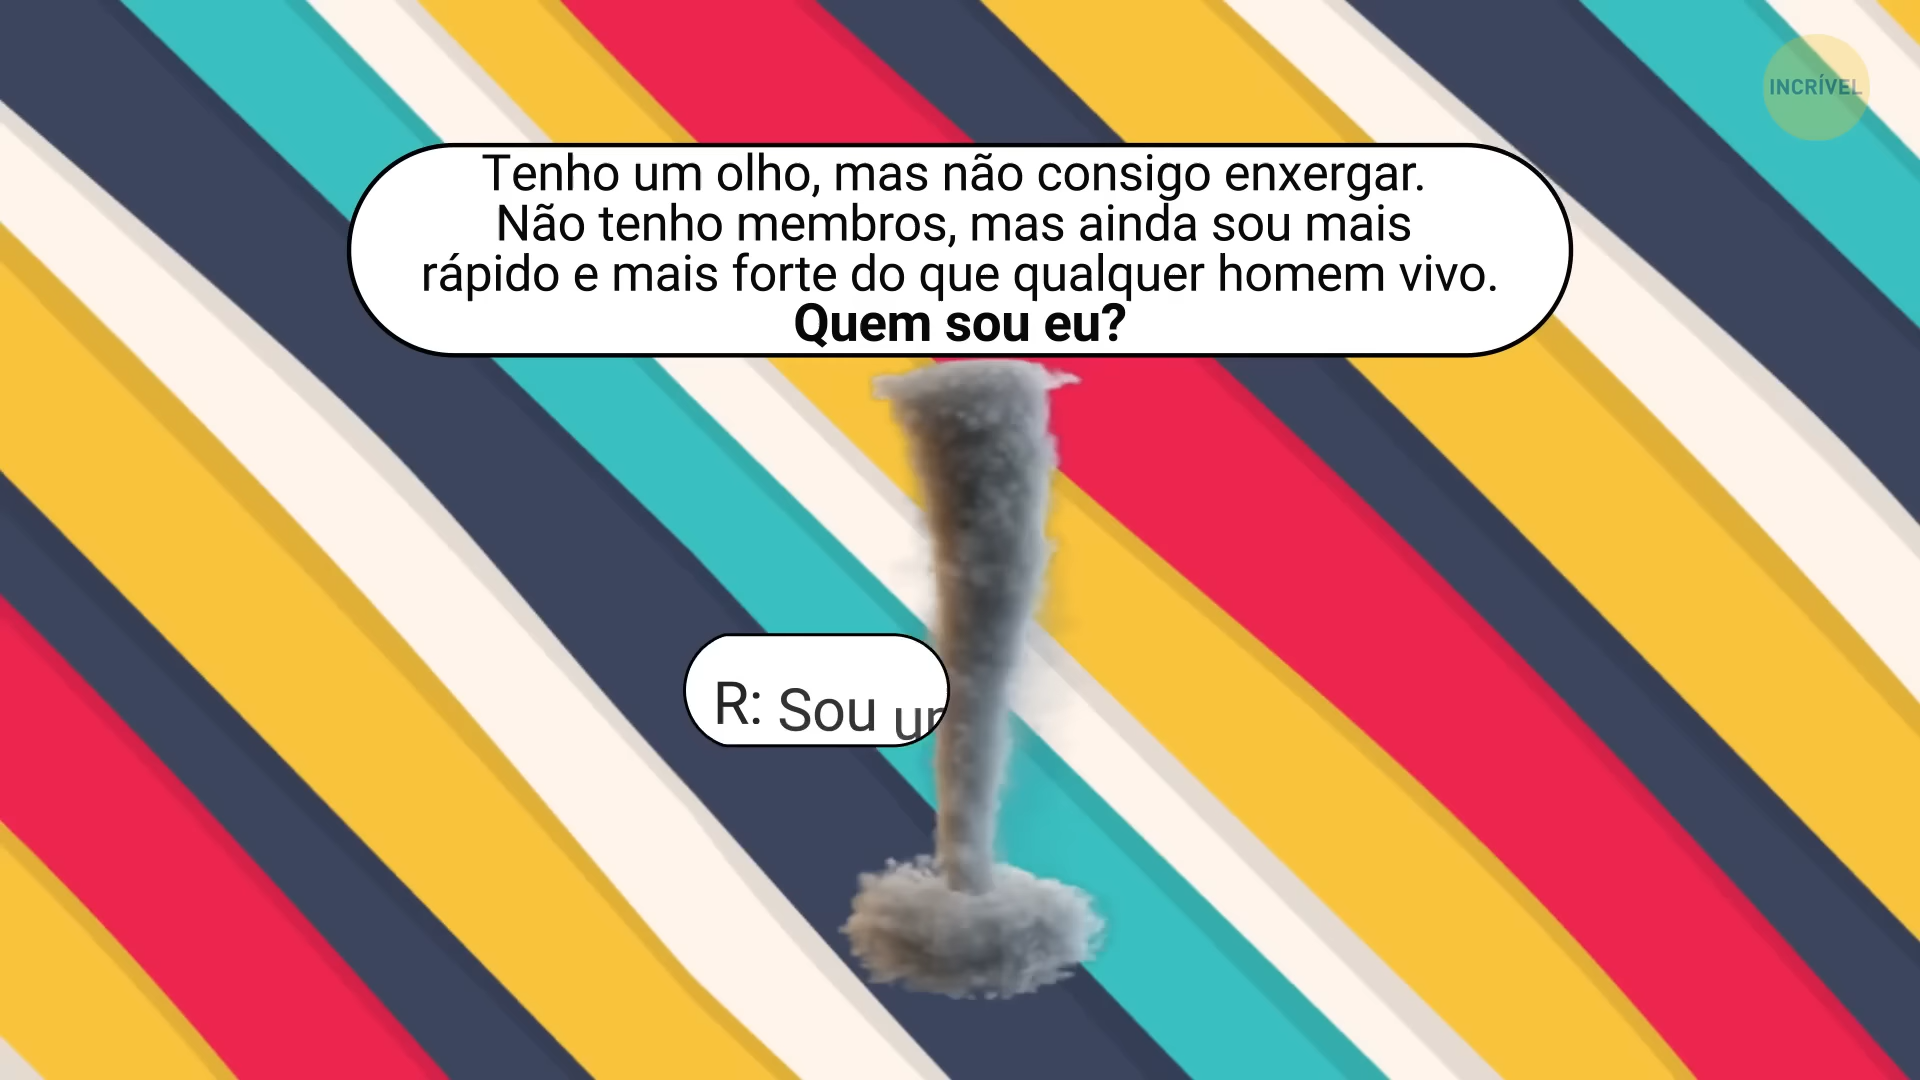 INCRÍVEL
Tenho um olho, mas não consigo enxergar.
Não tenho membros, mas ainda sou mais
rápido e mais forte do que qualquer homem vivo.
Quem sou eu?
R: Sou